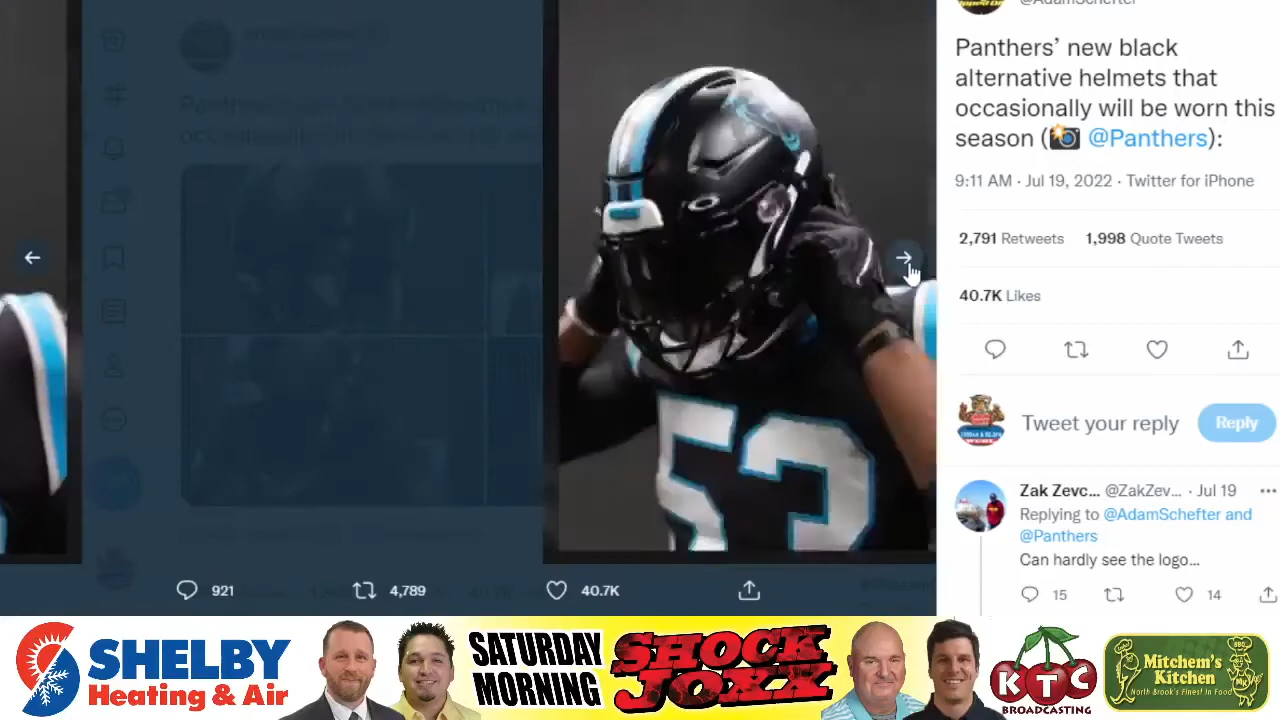 @AdamSchefter
Panthers’ new black
alternative helmets that
occasionally will be worn this
season (📸 @Panthers):
9:11 AM · Jul 19, 2022 · Twitter for iPhone
2,791 Retweets 1,998 Quote Tweets
40.7K Likes
Tweet your reply
Reply
Zak Zevc... @ZakZev... · Jul 19
Replying to @AdamSchefter and
@Panthers
Can hardly see the logo...
15 14
53
921 4,789 40.7K
SHELBY
Heating & Air
SATURDAY
MORNING
SHOCK
JOXX
KTC
BROADCASTING
Mitchem's
Kitchen
North Brook's Finest In Food